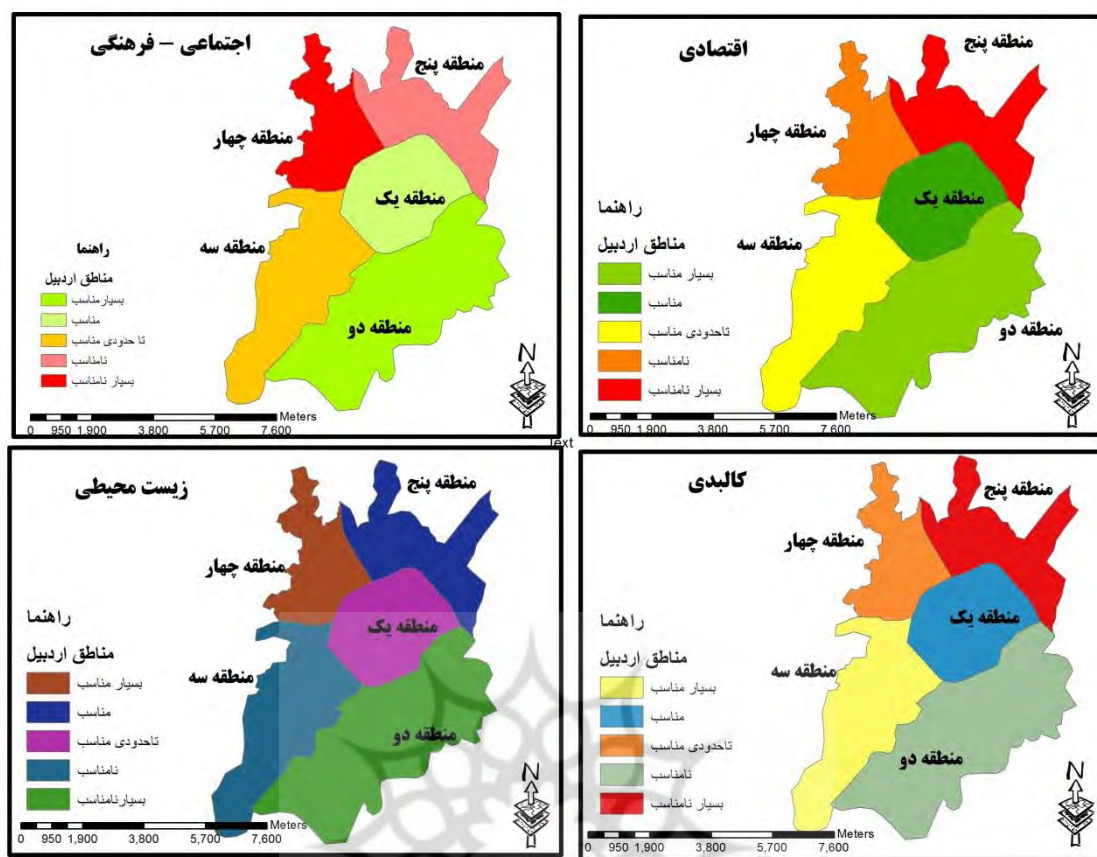 اجتماعی – فرهنگی
منطقه پنج
منطقه چهار
منطقه یک
منطقه سه
منطقه دو
راهنما
مناطق اردبیل
بسیار مناسب
مناسب
تا حدودی مناسب
نامناسب
بسیار نامناسب
N
Meters
0 950 1,900 3,800 5,700 7,600
اقتصادی
منطقه پنج
منطقه چهار
منطقه یک
منطقه سه
منطقه دو
راهنما
مناطق اردبیل
بسیار مناسب
مناسب
تاحدودی مناسب
نامناسب
بسیار نامناسب
N
Meters
0 950 1,900 3,800 5,700 7,600
Text
زیست محیطی
منطقه پنج
منطقه چهار
منطقه یک
منطقه سه
منطقه دو
راهنما
مناطق اردبیل
بسیار مناسب
مناسب
تاحدودی مناسب
نامناسب
بسیارنامناسب
N
Meters
0 950 1,900 3,800 5,700 7,600
کالبدی
منطقه پنج
منطقه چهار
منطقه یک
منطقه سه
منطقه دو
راهنما
مناطق اردبیل
بسیار مناسب
مناسب
تاحدودی مناسب
نامناسب
بسیار نامناسب
N
Meters
0 950 1,900 3,800 5,700 7,600